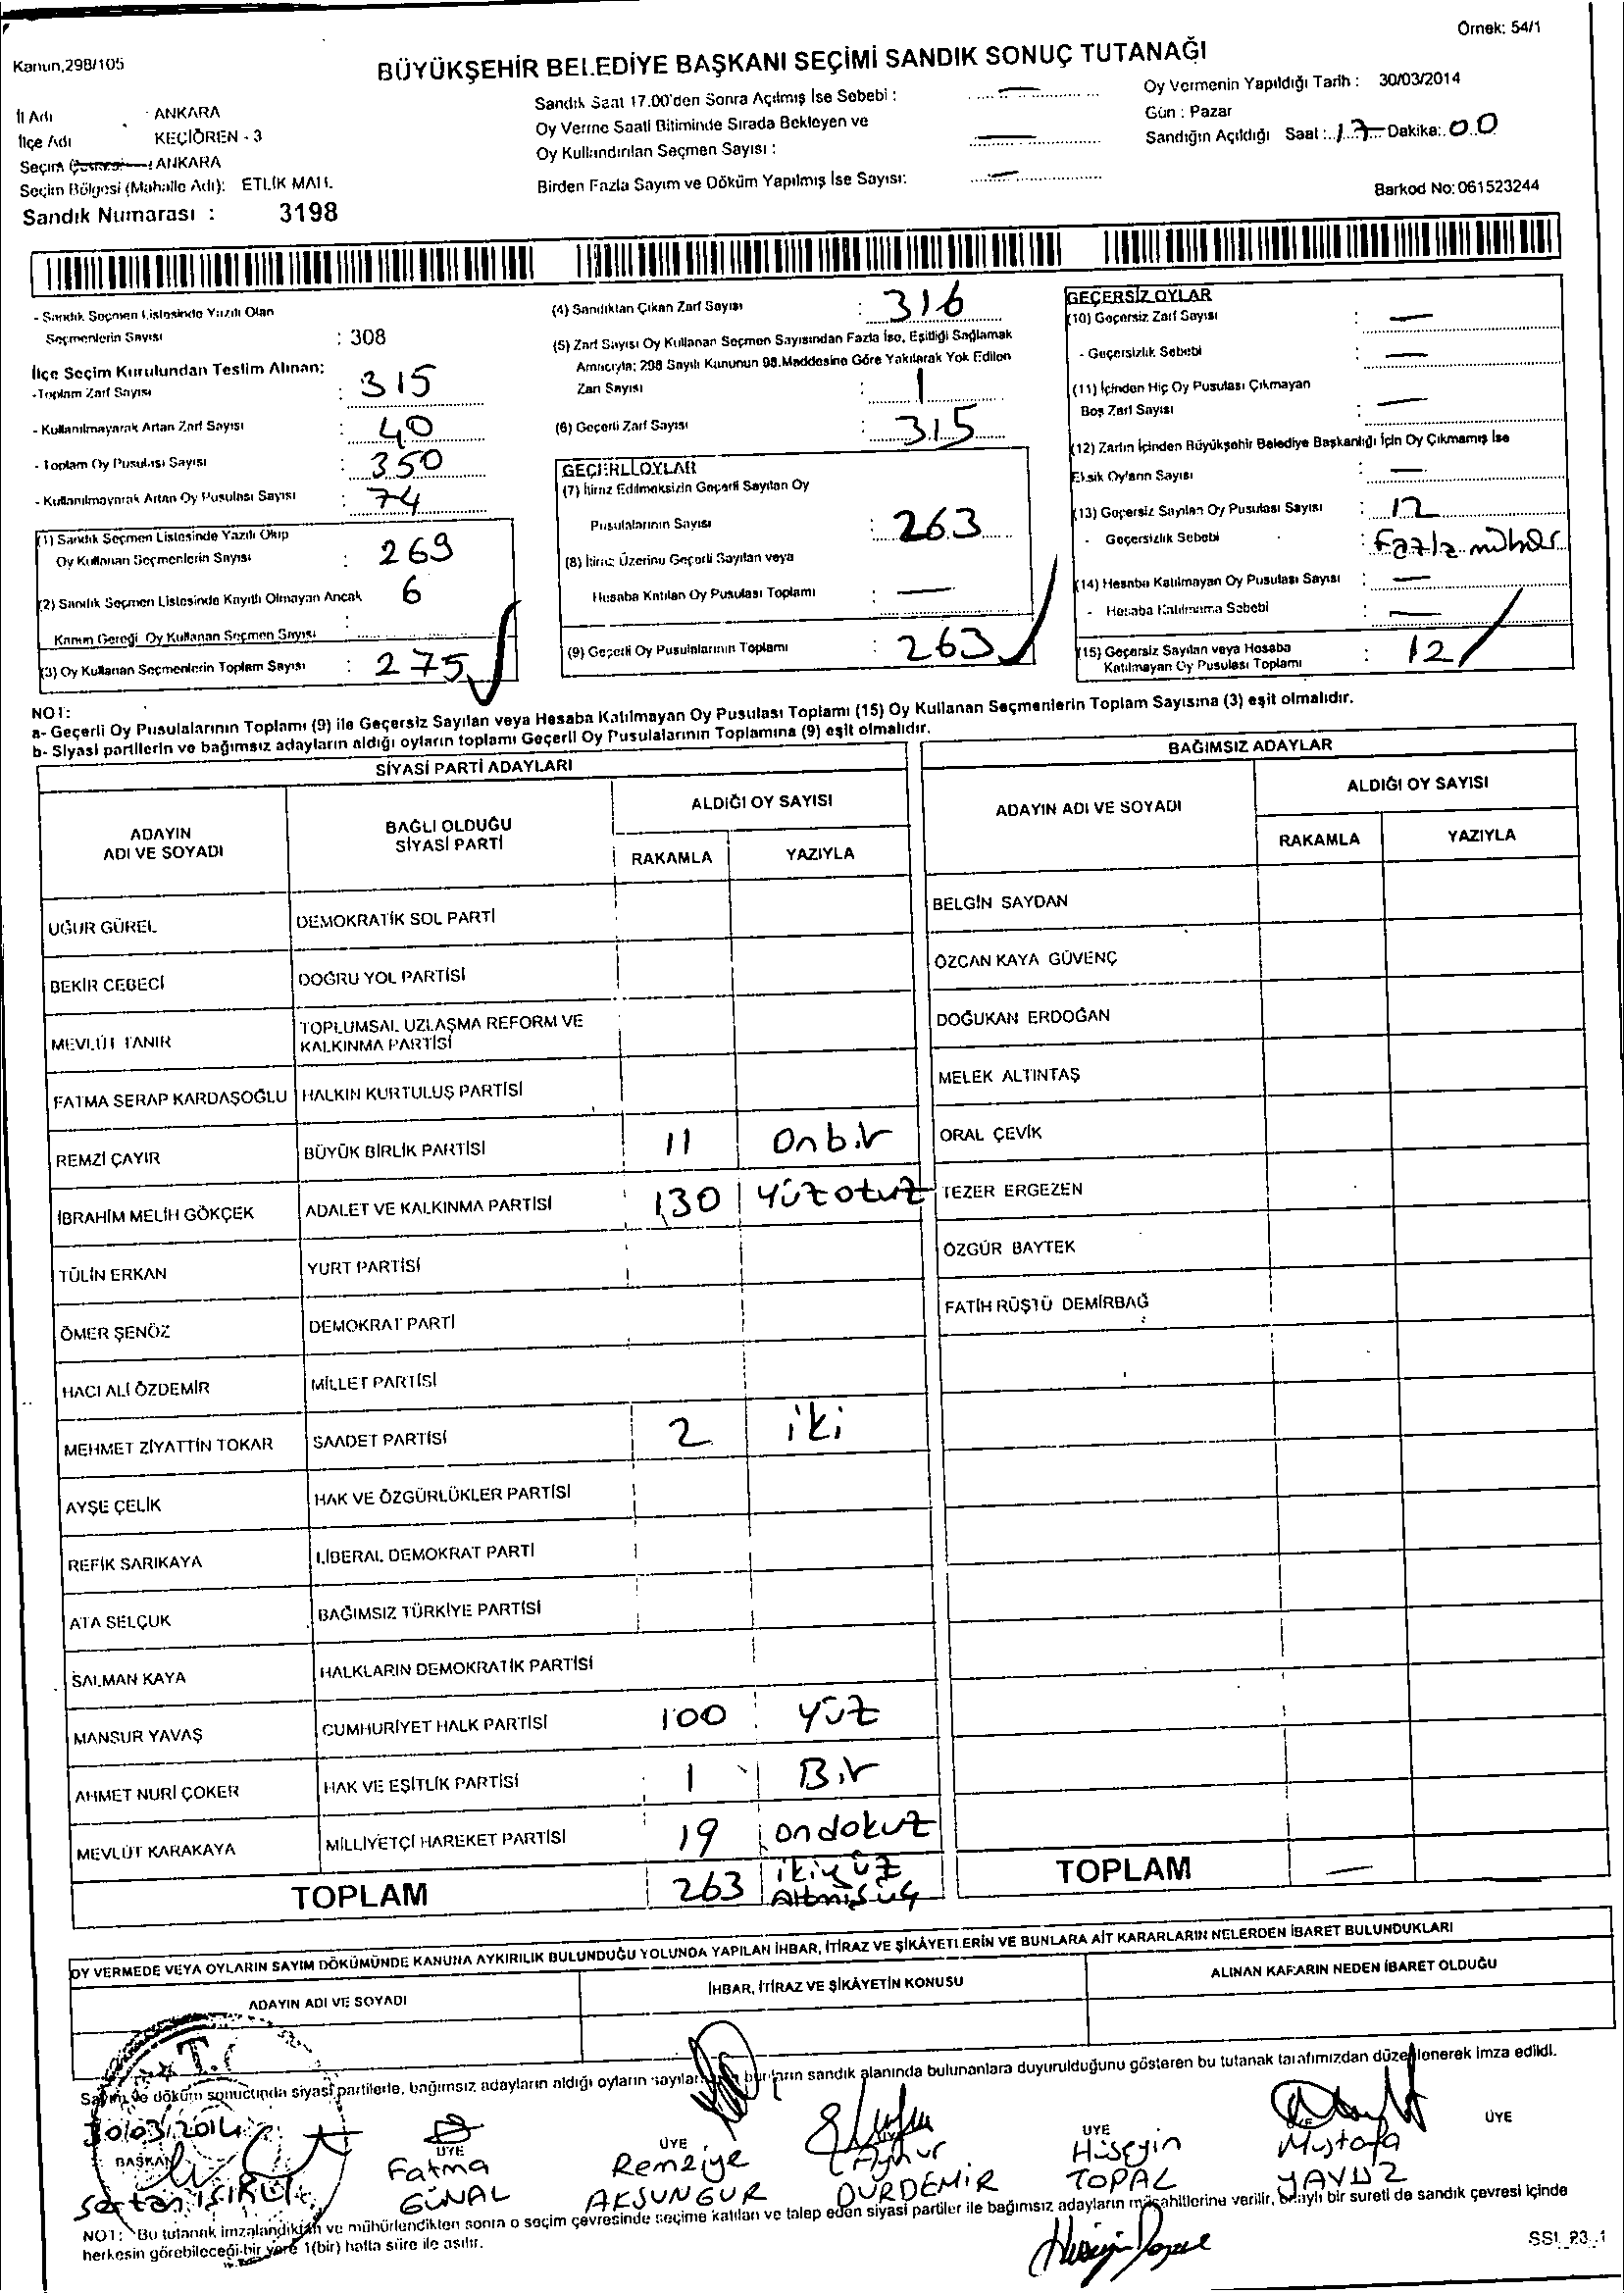 Örnek: 54/1
Kanun,298/105
BÜYÜKŞEHİR BELEDİYE BAŞKANI SEÇİMİ SANDIK SONUÇ TUTANAĞI
İl Adı : ANKARA
İlçe Adı KEÇİÖREN - 3
Seçim Çevresi : ANKARA
Seçim Bölgesi (Mahalle Adı): ETLİK MAH.
Sandık Numarası : 3198
Sandık Saat 17.00'den Sonra Açılmış İse Sebebi : —
Oy Verme Saati Bitiminde Sırada Bekleyen ve
Oy Kullandırılan Seçmen Sayısı : —
Birden Fazla Sayım ve Döküm Yapılmış İse Sayısı: —
Oy Vermenin Yapıldığı Tarih : 30/03/2014
Gün : Pazar
Sandığın Açıldığı Saat : 17 Dakika: 00
Barkod No: 061523244
- Sandık Seçmen Listesinde Yazılı Olan
Seçmenlerin Sayısı : 308
İlçe Seçim Kurulundan Teslim Alınan:
-Toplam Zarf Sayısı : 315
- Kullanılmayarak Artan Zarf Sayısı : 40
- Toplam Oy Pusulası Sayısı : 350
- Kullanılmayarak Artan Oy Pusulası Sayısı : 74
(1) Sandık Seçmen Listesinde Yazılı Olup
Oy Kullanan Seçmenlerin Sayısı : 269
(2) Sandık Seçmen Listesinde Kayıtlı Olmayan Ancak 6
Kanun Gereği Oy Kullanan Seçmen Sayısı :
(3) Oy Kullanan Seçmenlerin Toplam Sayısı : 275
(4) Sandıktan Çıkan Zarf Sayısı : 316
(5) Zarf Sayısı Oy Kullanan Seçmen Sayısından Fazla İse, Eşitliği Sağlamak
Amacıyla; 298 Sayılı Kanunun 98.Maddesine Göre Yakılarak Yok Edilen
Zarf Sayısı : 1
(6) Geçerli Zarf Sayısı : 315
GEÇERLİ OYLAR
(7) İtiraz Edilmeksizin Geçerli Sayılan Oy
Pusulalarının Sayısı : 263
(8) İtiraz Üzerine Geçerli Sayılan veya
Hesaba Katılan Oy Pusulası Toplamı : —
(9) Geçerli Oy Pusulalarının Toplamı : 263
GEÇERSİZ OYLAR
(10) Geçersiz Zarf Sayısı : —
- Geçersizlik Sebebi : —
(11) İçinden Hiç Oy Pusulası Çıkmayan
Boş Zarf Sayısı : —
(12) Zarfın İçinden Büyükşehir Belediye Başkanlığı İçin Oy Çıkmamış İse
Eksik Oyların Sayısı : —
(13) Geçersiz Sayılan Oy Pusulası Sayısı : 12
- Geçersizlik Sebebi : Fazla mühür
(14) Hesaba Katılmayan Oy Pusulası Sayısı : —
- Hesaba Katılmama Sebebi : —
(15) Geçersiz Sayılan veya Hesaba
Katılmayan Oy Pusulası Toplamı : 12
NOT:
a- Geçerli Oy Pusulalarının Toplamı (9) ile Geçersiz Sayılan veya Hesaba Katılmayan Oy Pusulası Toplamı (15) Oy Kullanan Seçmenlerin Toplam Sayısına (3) eşit olmalıdır.
b- Siyasi partilerin ve bağımsız adayların aldığı oyların toplamı Geçerli Oy Pusulalarının Toplamına (9) eşit olmalıdır.
SİYASİ PARTİ ADAYLARI
ADAYIN ADI VE SOYADI
BAĞLI OLDUĞU SİYASİ PARTİ
ALDIĞI OY SAYISI
RAKAMLA YAZIYLA
UĞUR GÜREL DEMOKRATİK SOL PARTİ
BEKİR CEBECİ DOĞRU YOL PARTİSİ
MEVLÜT TANIR TOPLUMSAL UZLAŞMA REFORM VE
KALKINMA PARTİSİ
FATMA SERAP KARDAŞOĞLU HALKIN KURTULUŞ PARTİSİ
REMZİ ÇAYIR BÜYÜK BİRLİK PARTİSİ 11 Onbir
İBRAHİM MELİH GÖKÇEK ADALET VE KALKINMA PARTİSİ 130 Yüzotuz
TÜLİN ERKAN YURT PARTİSİ
ÖMER ŞENÖZ DEMOKRAT PARTİ
HACI ALİ ÖZDEMİR MİLLET PARTİSİ
MEHMET ZİYATTİN TOKAR SAADET PARTİSİ 2 iki
AYŞE ÇELİK HAK VE ÖZGÜRLÜKLER PARTİSİ
REFİK SARIKAYA LİBERAL DEMOKRAT PARTİ
ATA SELÇUK BAĞIMSIZ TÜRKİYE PARTİSİ
SALMAN KAYA HALKLARIN DEMOKRATİK PARTİSİ
MANSUR YAVAŞ CUMHURİYET HALK PARTİSİ 100 Yüz
AHMET NURİ ÇOKER HAK VE EŞİTLİK PARTİSİ 1 Bir
MEVLÜT KARAKAYA MİLLİYETÇİ HAREKET PARTİSİ 19 ondokuz
TOPLAM 263 ikiyüz
Altmışüç
BAĞIMSIZ ADAYLAR
ADAYIN ADI VE SOYADI
ALDIĞI OY SAYISI
RAKAMLA YAZIYLA
BELGİN SAYDAN
ÖZCAN KAYA GÜVENÇ
DOĞUKAN ERDOĞAN
MELEK ALTINTAŞ
ORAL ÇEVİK
TEZER ERGEZEN
ÖZGÜR BAYTEK
FATİH RÜŞTÜ DEMİRBAĞ
TOPLAM —
OY VERMEDE VEYA OYLARIN SAYIM DÖKÜMÜNDE KANUNA AYKIRILIK BULUNDUĞU YOLUNDA YAPILAN İHBAR, İTİRAZ VE ŞİKÂYETLERİN VE BUNLARA AİT KARARLARIN NELERDEN İBARET BULUNDUKLARI
ADAYIN ADI VE SOYADI
İHBAR, İTİRAZ VE ŞİKÂYETİN KONUSU
ALINAN KARARIN NEDEN İBARET OLDUĞU
T.C
Sayım ve döküm sonucunda siyasi partilerle, bağımsız adayların aldığı oyların sayıları bunların sandık alanında bulunanlara duyurulduğunu gösteren bu tutanak tarafımızdan düzenlenerek imza edildi.
30/03/2014
BAŞKAN ÜYE ÜYE ÜYE ÜYE ÜYE
Fatma Remziye Aynur Hüseyin Mustafa
GÜNAL AKSUNGUR DURDEMİR TOPAL YAVUZ
NOT: Bu tutanak imzalandıktan ve mühürlendikten sonra o seçim çevresinde seçime katılan ve talep eden siyasi partiler ile bağımsız adayların müşahitlerine verilir, onaylı bir sureti de sandık çevresi içinde
herkesin görebileceği bir yere 1(bir) hafta süre ile asılır.